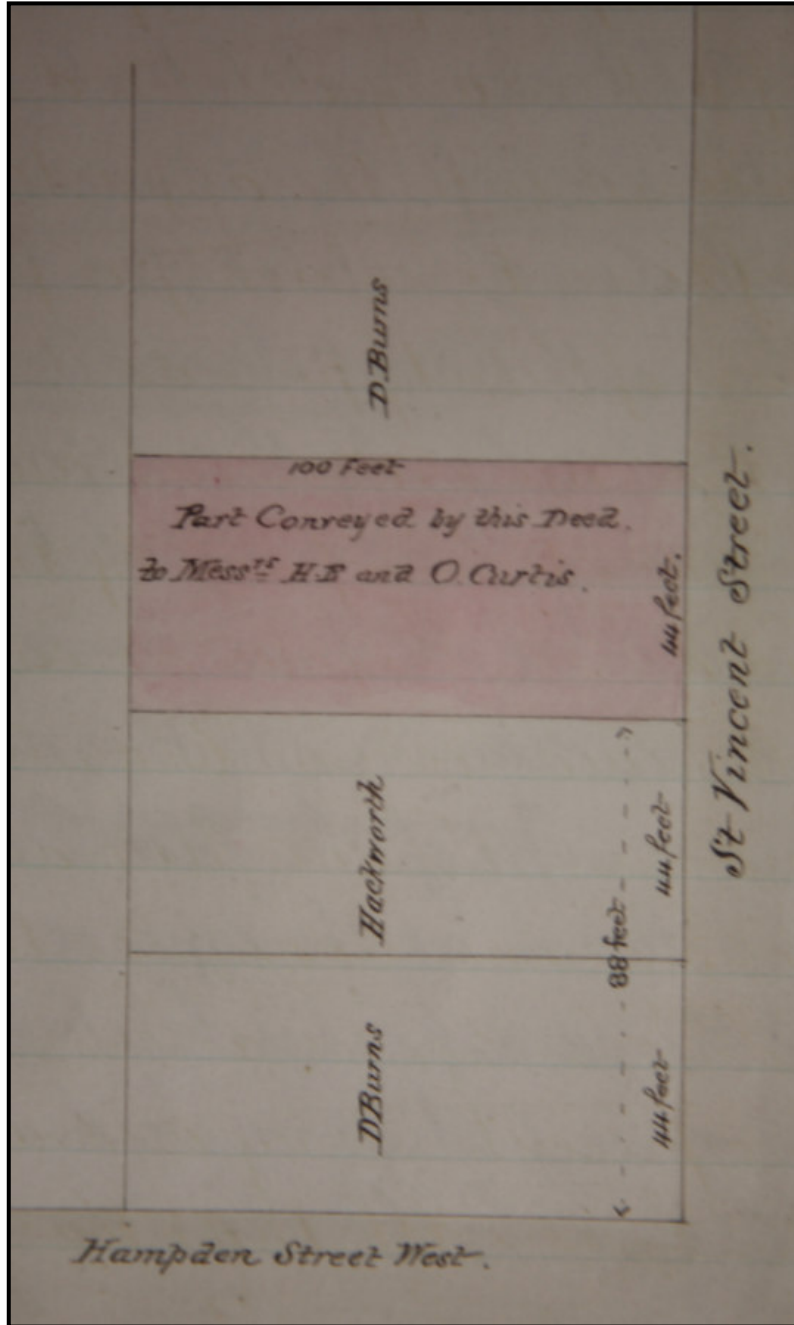 D. Burns
100 Feet
Part Conveyed by this Deed.
to Messrs H.E and O. Curtis.
44 feet.
St Vincent Street.
Hackworth
44 feet
88 feet
D Burns
44 feet
Hampden Street West.